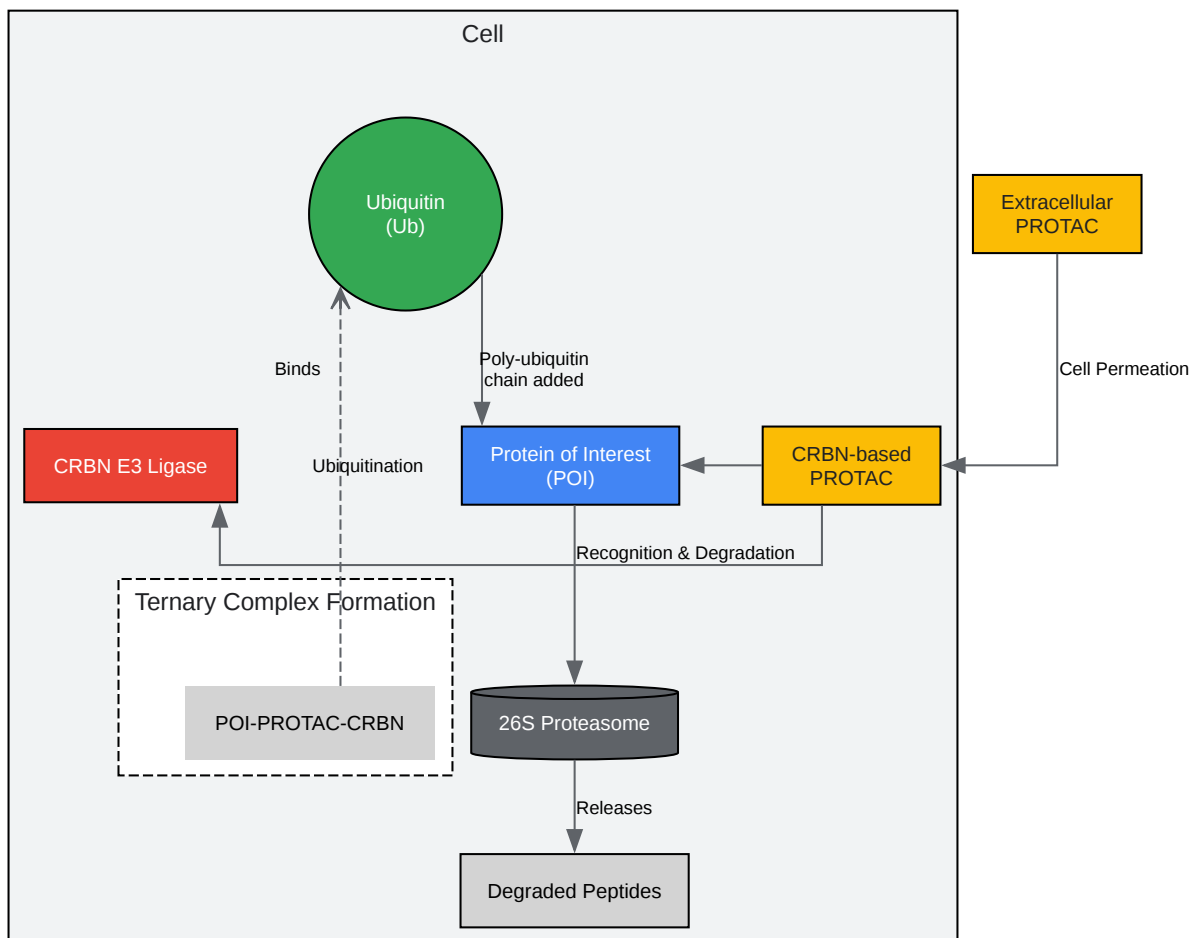 Cell
Ubiquitin
(Ub)
Extracellular
PROTAC
Binds
Poly-ubiquitin
chain added
Cell Permeation
CRBN E3 Ligase
Ubiquitination
Protein of Interest
(POI)
CRBN-based
PROTAC
Recognition & Degradation
Ternary Complex Formation
POI-PROTAC-CRBN
26S Proteasome
Releases
Degraded Peptides